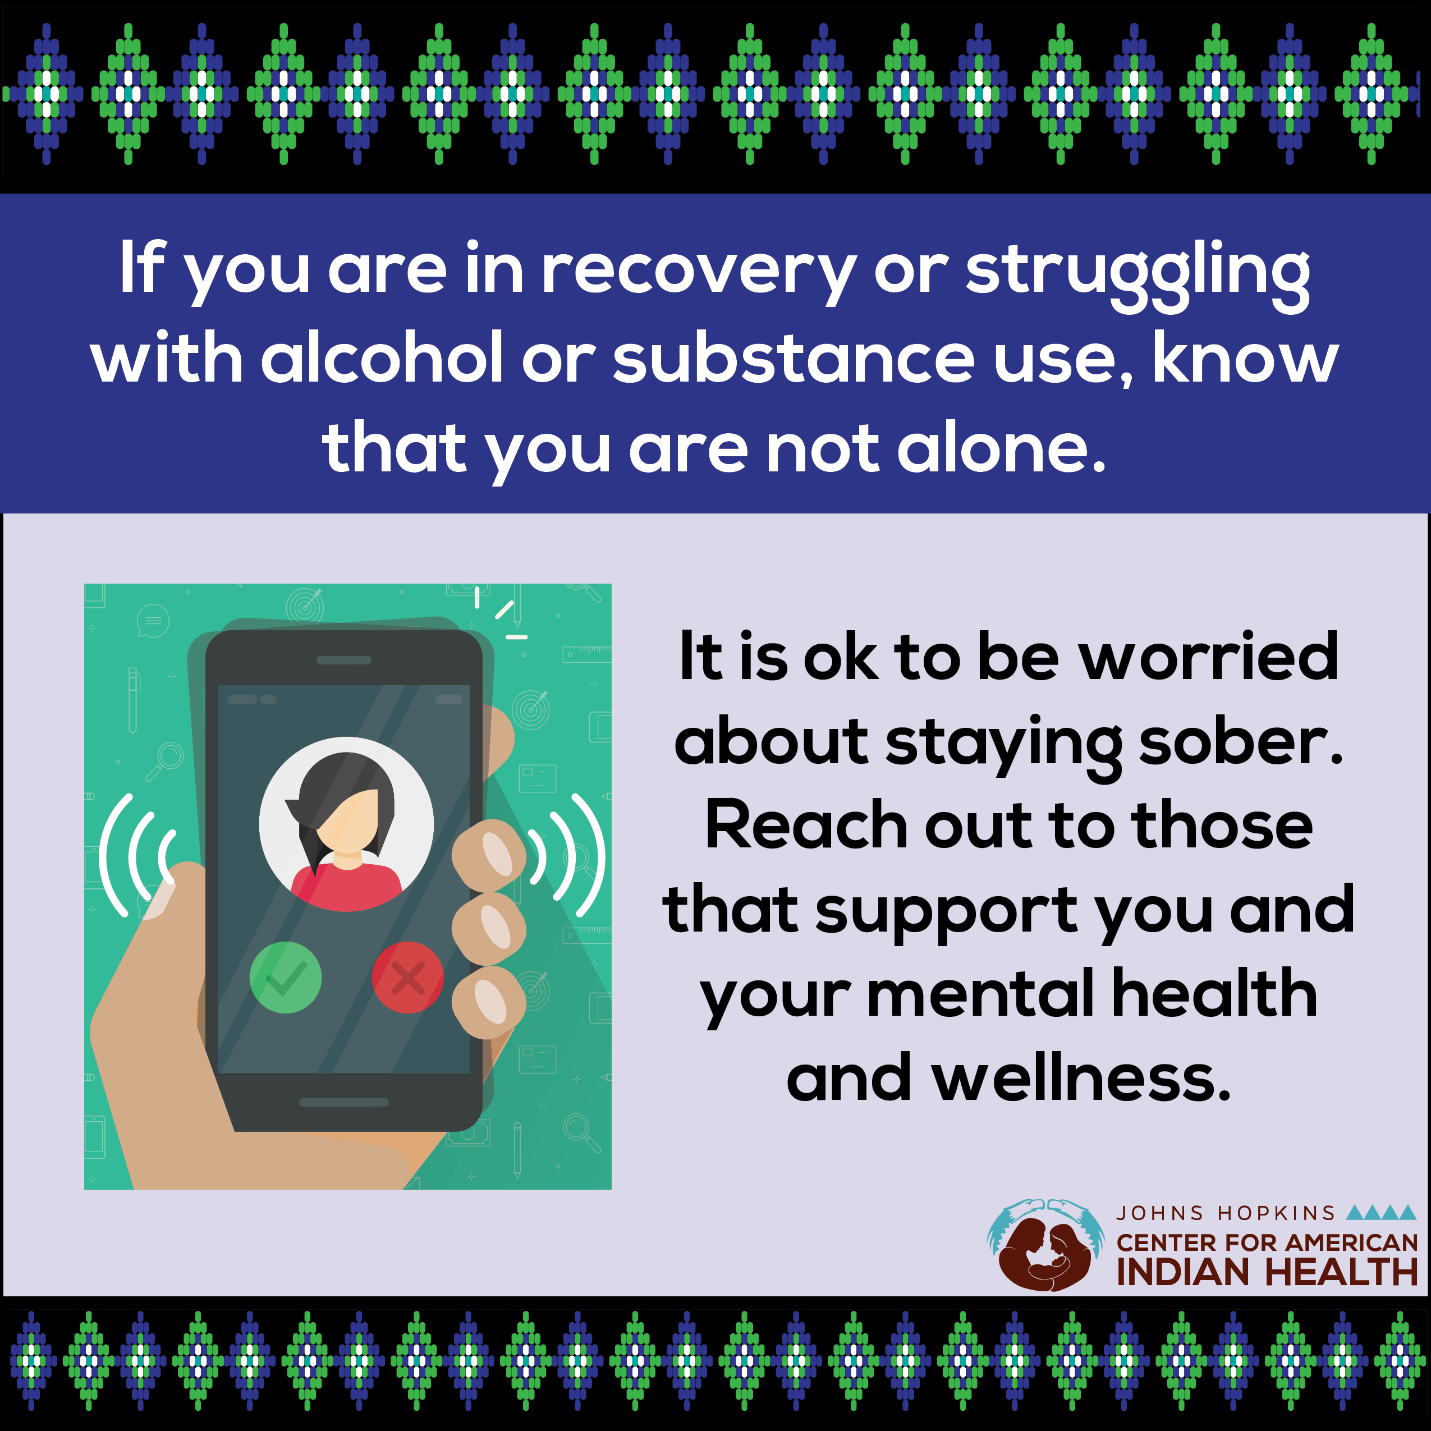 If you are in recovery or struggling
with alcohol or substance use, know
that you are not alone.
It is ok to be worried
about staying sober.
Reach out to those
that support you and
your mental health
and wellness.
JOHNS HOPKINS
CENTER FOR AMERICAN
INDIAN HEALTH